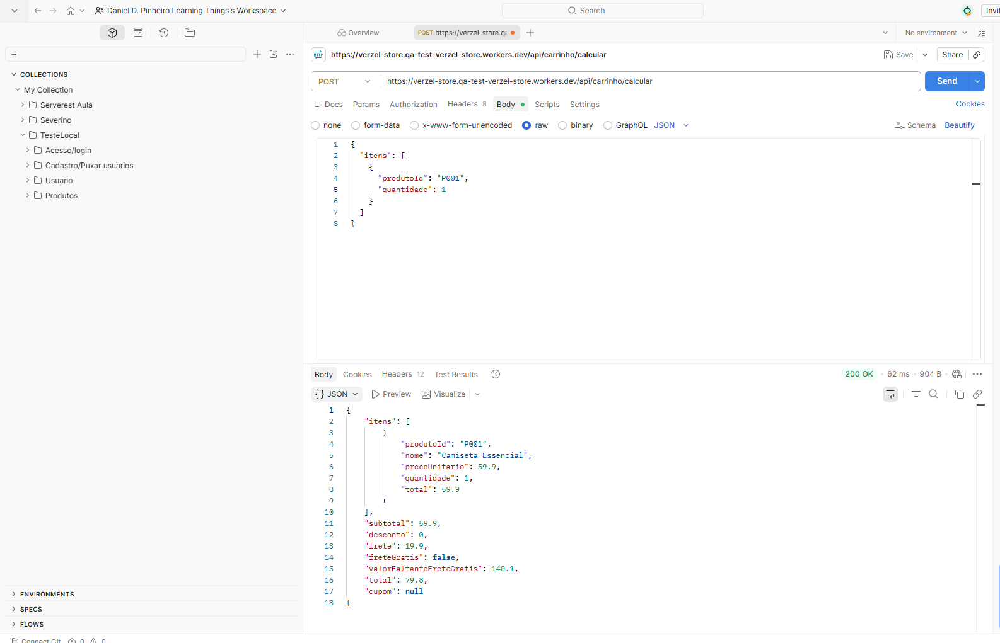 Daniel D. Pinheiro Learning Things's Workspace
Search
Invit
Overview
POST https://verzel-store.qa
No environment
https://verzel-store.qa-test-verzel-store.workers.dev/api/carrinho/calcular
Save
Share
COLLECTIONS
My Collection
Serverest Aula
Severino
TesteLocal
Acesso/login
Cadastro/Puxar usuarios
Usuario
Produtos
ENVIRONMENTS
SPECS
FLOWS
Connect Git 0 0
POST https://verzel-store.qa-test-verzel-store.workers.dev/api/carrinho/calcular
Send
Docs Params Authorization Headers 8 Body Scripts Settings
Cookies
none form-data x-www-form-urlencoded raw binary GraphQL JSON
Schema Beautify
1 {
2 "itens": [
3 {
4 "produtoId": "P001",
5 "quantidade": 1
6 }
7 ]
8 }
Body Cookies Headers 12 Test Results
200 OK • 62 ms • 904 B
{} JSON Preview Visualize
1 {
2 "itens": [
3 {
4 "produtoId": "P001",
5 "nome": "Camiseta Essencial",
6 "precoUnitario": 59.9,
7 "quantidade": 1,
8 "total": 59.9
9 }
10 ],
11 "subtotal": 59.9,
12 "desconto": 0,
13 "frete": 19.9,
14 "freteGratis": false,
15 "valorFaltanteFreteGratis": 140.1,
16 "total": 79.8,
17 "cupom": null
18 }